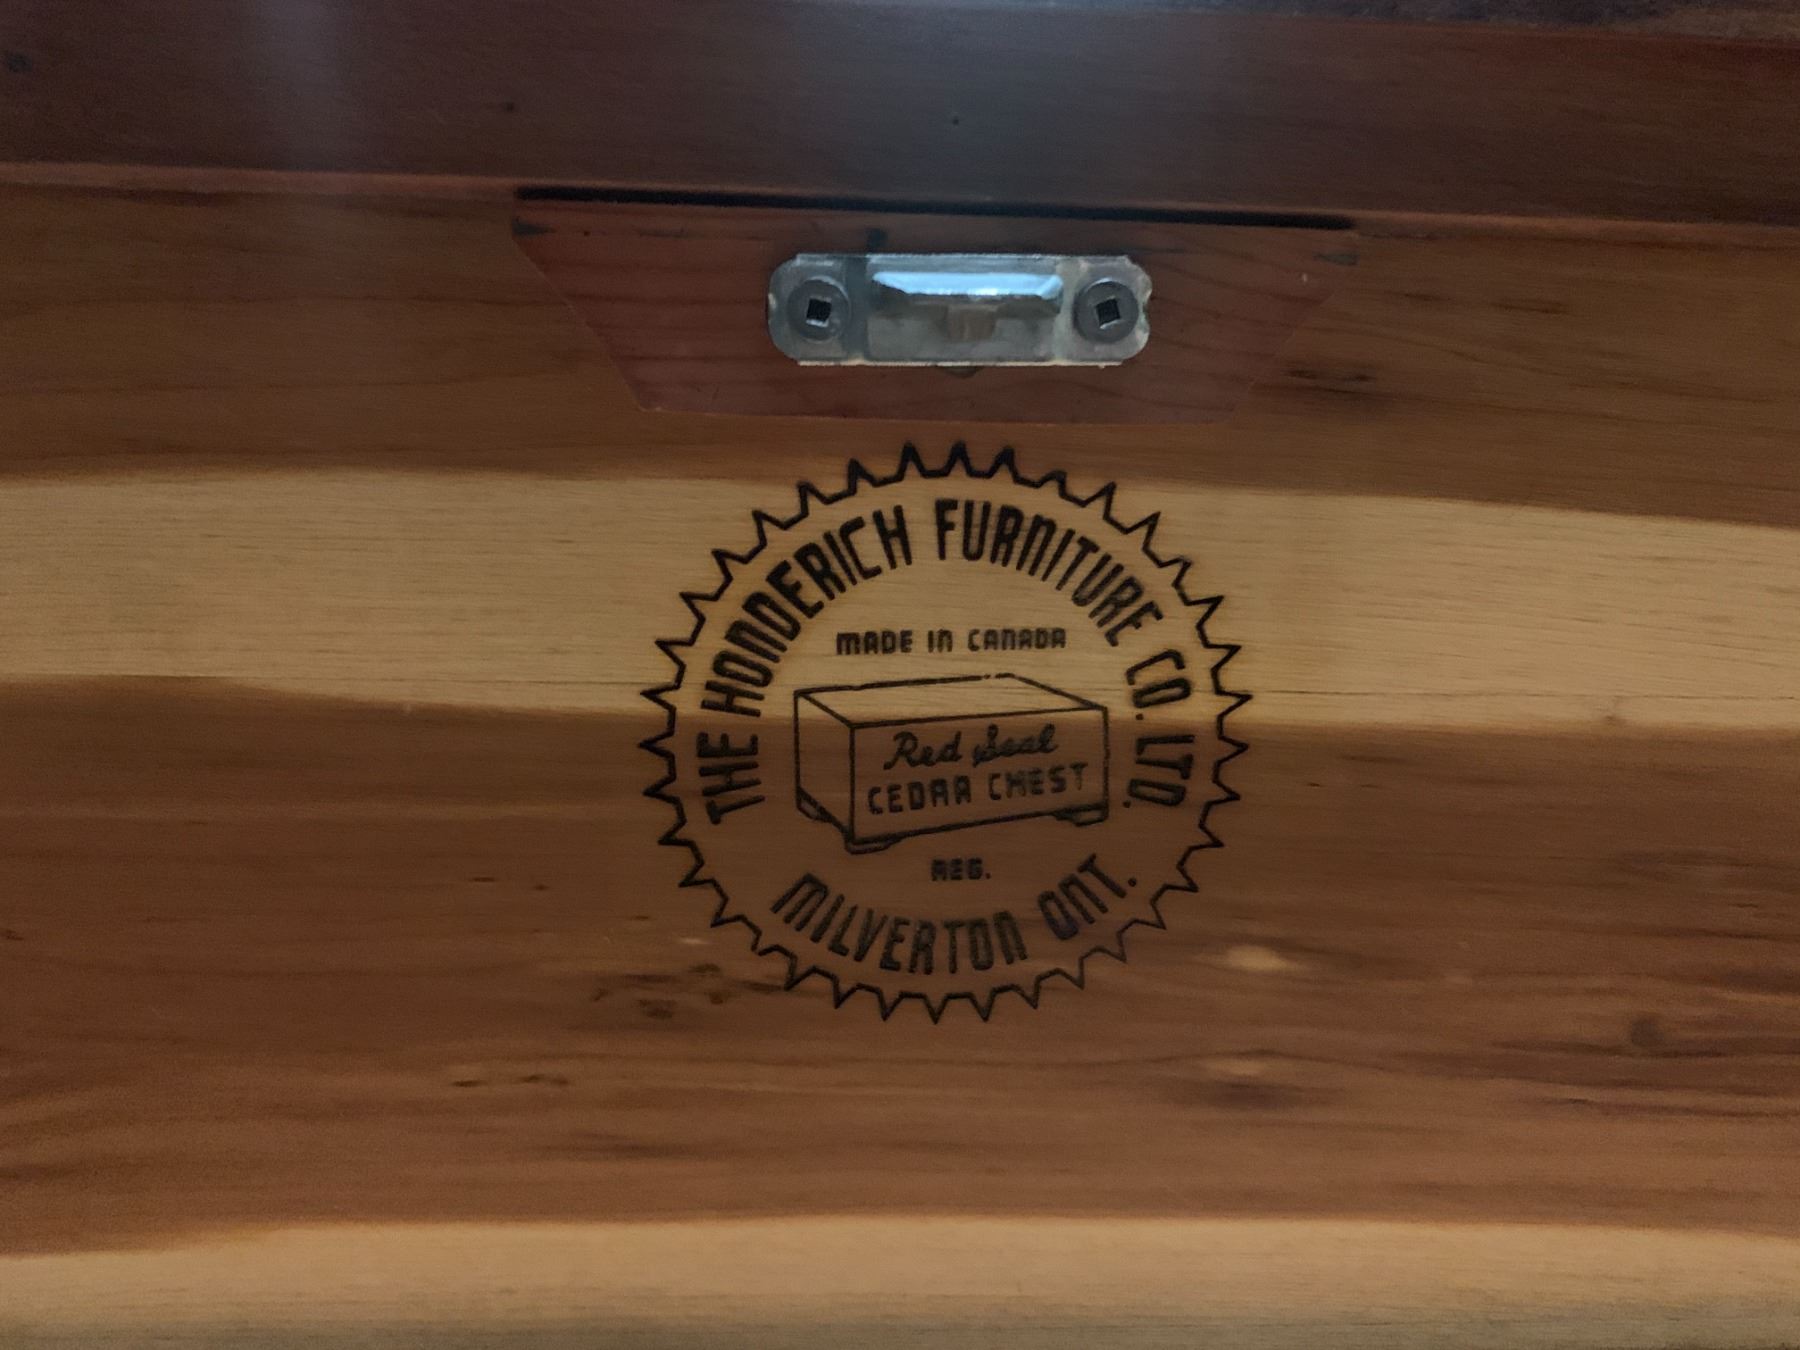 THE HONDERICH FURNITURE CO. LTD.
MADE IN CANADA
Red Seal
CEDAR CHEST
REG.
MILVERTON ONT.